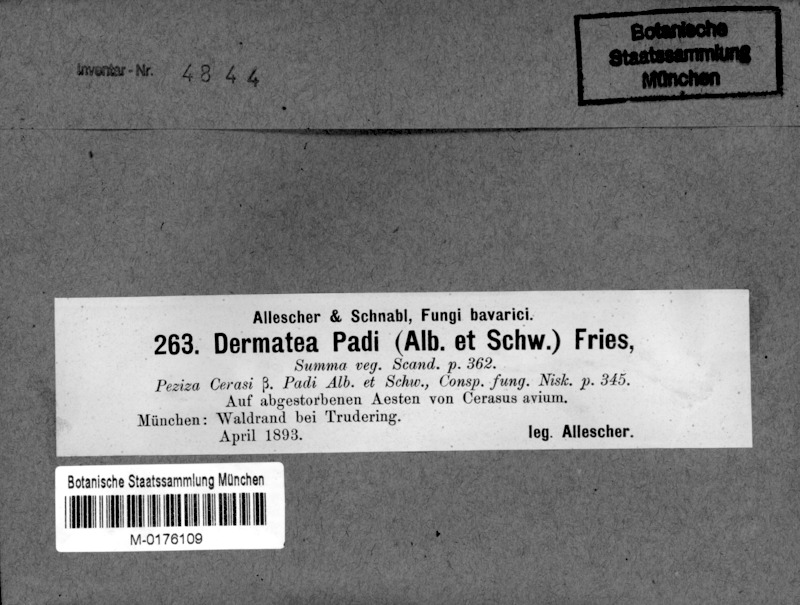 Inventar-Nr. 4844
Botanische
Staatssammlung
München
Allescher & Schnabl, Fungi bavarici.
263. Dermatea Padi (Alb. et Schw.) Fries,
Summa veg. Scand. p. 362.
Peziza Cerasi β. Padi Alb. et Schw., Consp. fung. Nisk. p. 345.
Auf abgestorbenen Aesten von Cerasus avium.
München: Waldrand bei Trudering.
April 1893. leg. Allescher.
Botanische Staatssammlung München
M-0176109